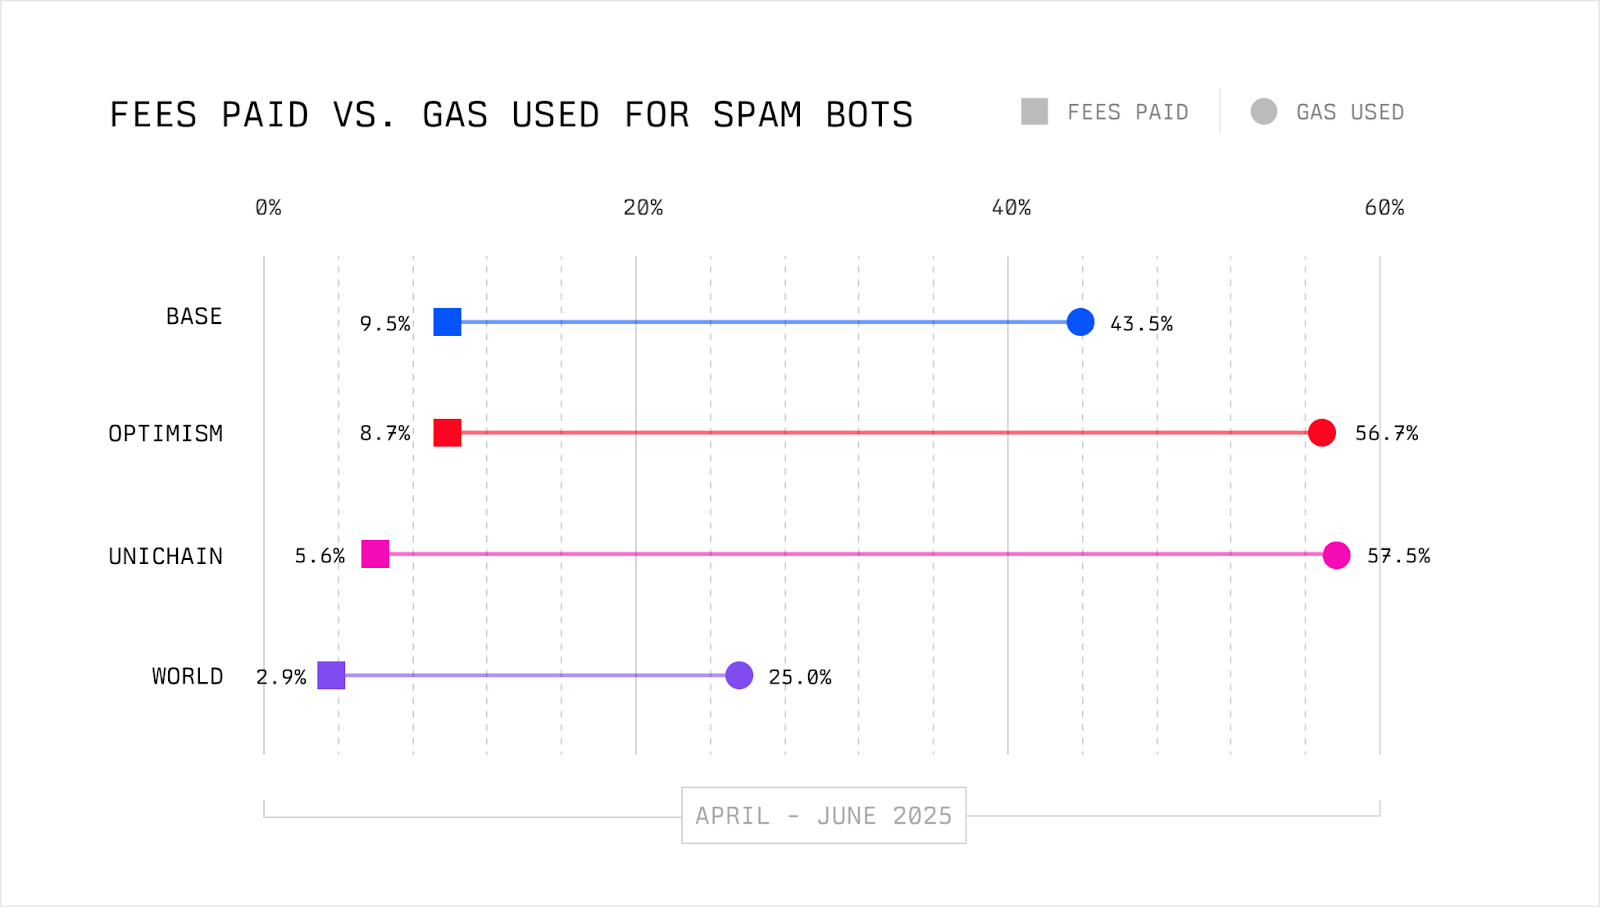 FEES PAID VS. GAS USED FOR SPAM BOTS
FEES PAID
GAS USED
0% 20% 40% 60%
BASE 9.5% 43.5%
OPTIMISM 8.7% 56.7%
UNICHAIN 5.6% 57.5%
WORLD 2.9% 25.0%
APRIL - JUNE 2025